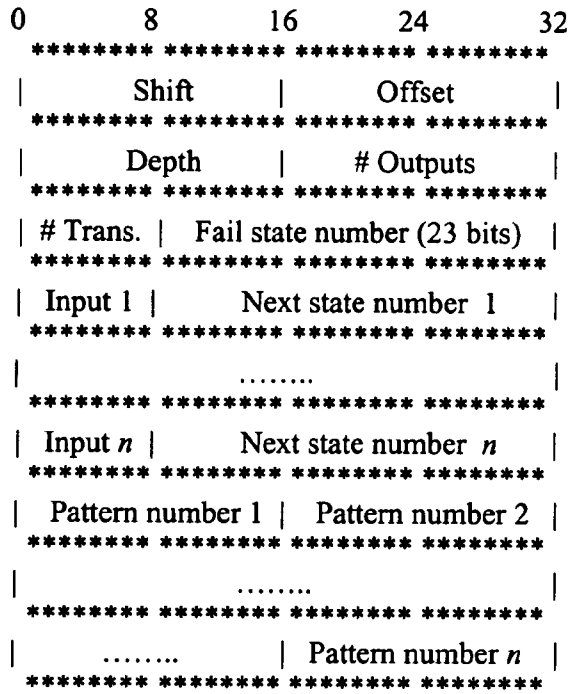 0 8 16 24 32
******** ******** ******** ********
| Shift | Offset |
******** ******** ******** ********
| Depth | # Outputs |
******** ******** ******** ********
| # Trans. | Fail state number (23 bits) |
******** ******** ******** ********
| Input 1 | Next state number 1 |
******** ******** ******** ********
| ........ |
******** ******** ******** ********
| Input n | Next state number n |
******** ******** ******** ********
| Pattern number 1 | Pattern number 2 |
******** ******** ******** ********
| ........ |
******** ******** ******** ********
| ........ | Pattern number n |
******** ******** ******** ********